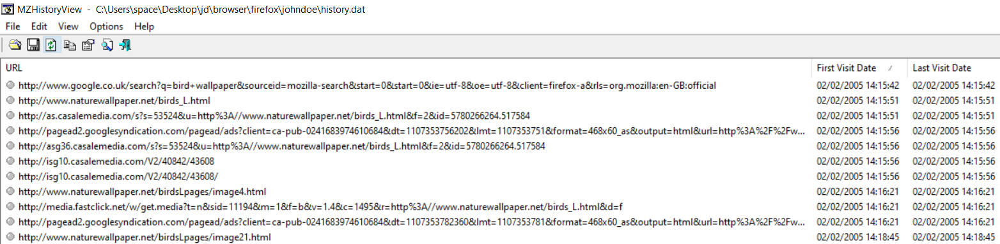 MZHistoryView  -  C:\Users\space\Desktop\jd\browser\firefox\johndoe\history.dat
File Edit View Options Help
URL First Visit Date Last Visit Date
http://www.google.co.uk/search?q=bird+wallpaper&sourceid=mozilla-search&start=0&start=0&ie=utf-8&oe=utf-8&client=firefox-a&rls=org.mozilla:en-GB:official 02/02/2005 14:15:42 02/02/2005 14:15:42
http://www.naturewallpaper.net/birds_L.html 02/02/2005 14:15:51 02/02/2005 14:15:51
http://as.casalemedia.com/s?s=53524&u=http%3A//www.naturewallpaper.net/birds_L.html&f=2&id=5780266264.517584 02/02/2005 14:15:51 02/02/2005 14:15:51
http://pagead2.googlesyndication.com/pagead/ads?client=ca-pub-0241683974610684&dt=1107353756202&lmt=1107353751&format=468x60_as&output=html&url=http%3A%2F%2Fw... 02/02/2005 14:15:56 02/02/2005 14:15:56
http://asg36.casalemedia.com/s?s=53524&u=http%3A//www.naturewallpaper.net/birds_L.html&f=2&id=5780266264.517584 02/02/2005 14:15:56 02/02/2005 14:15:56
http://isg10.casalemedia.com/V2/40842/43608 02/02/2005 14:15:56 02/02/2005 14:15:56
http://isg10.casalemedia.com/V2/40842/43608/ 02/02/2005 14:15:56 02/02/2005 14:15:56
http://www.naturewallpaper.net/birdsLpages/image4.html 02/02/2005 14:16:21 02/02/2005 14:16:21
http://media.fastclick.net/w/get.media?t=n&sid=11194&m=1&f=b&v=1.4&c=1495&r=http%3A//www.naturewallpaper.net/birds_L.html&d=f 02/02/2005 14:16:21 02/02/2005 14:16:21
http://pagead2.googlesyndication.com/pagead/ads?client=ca-pub-0241683974610684&dt=1107353782360&lmt=1107353781&format=468x60_as&output=html&url=http%3A%2F%2Fw... 02/02/2005 14:16:21 02/02/2005 14:16:21
http://www.naturewallpaper.net/birdsLpages/image21.html 02/02/2005 14:18:45 02/02/2005 14:18:45